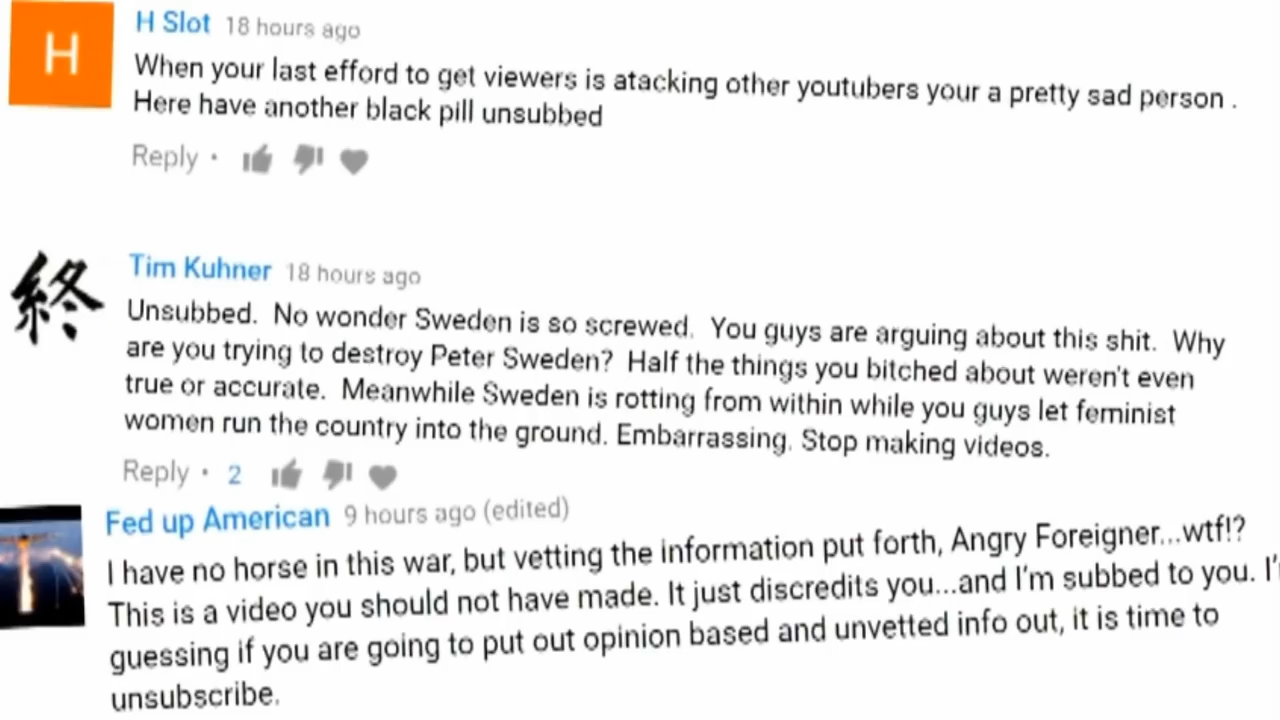 H
H Slot 18 hours ago
When your last efford to get viewers is atacking other youtubers your a pretty sad person .
Here have another black pill unsubbed
Reply •
終
Tim Kuhner 18 hours ago
Unsubbed. No wonder Sweden is so screwed. You guys are arguing about this shit. Why
are you trying to destroy Peter Sweden? Half the things you bitched about weren't even
true or accurate. Meanwhile Sweden is rotting from within while you guys let feminist
women run the country into the ground. Embarrassing. Stop making videos.
Reply • 2
Fed up American 9 hours ago (edited)
I have no horse in this war, but vetting the information put forth, Angry Foreigner...wtf!?
This is a video you should not have made. It just discredits you...and I'm subbed to you.
guessing if you are going to put out opinion based and unvetted info out, it is time to
unsubscribe.